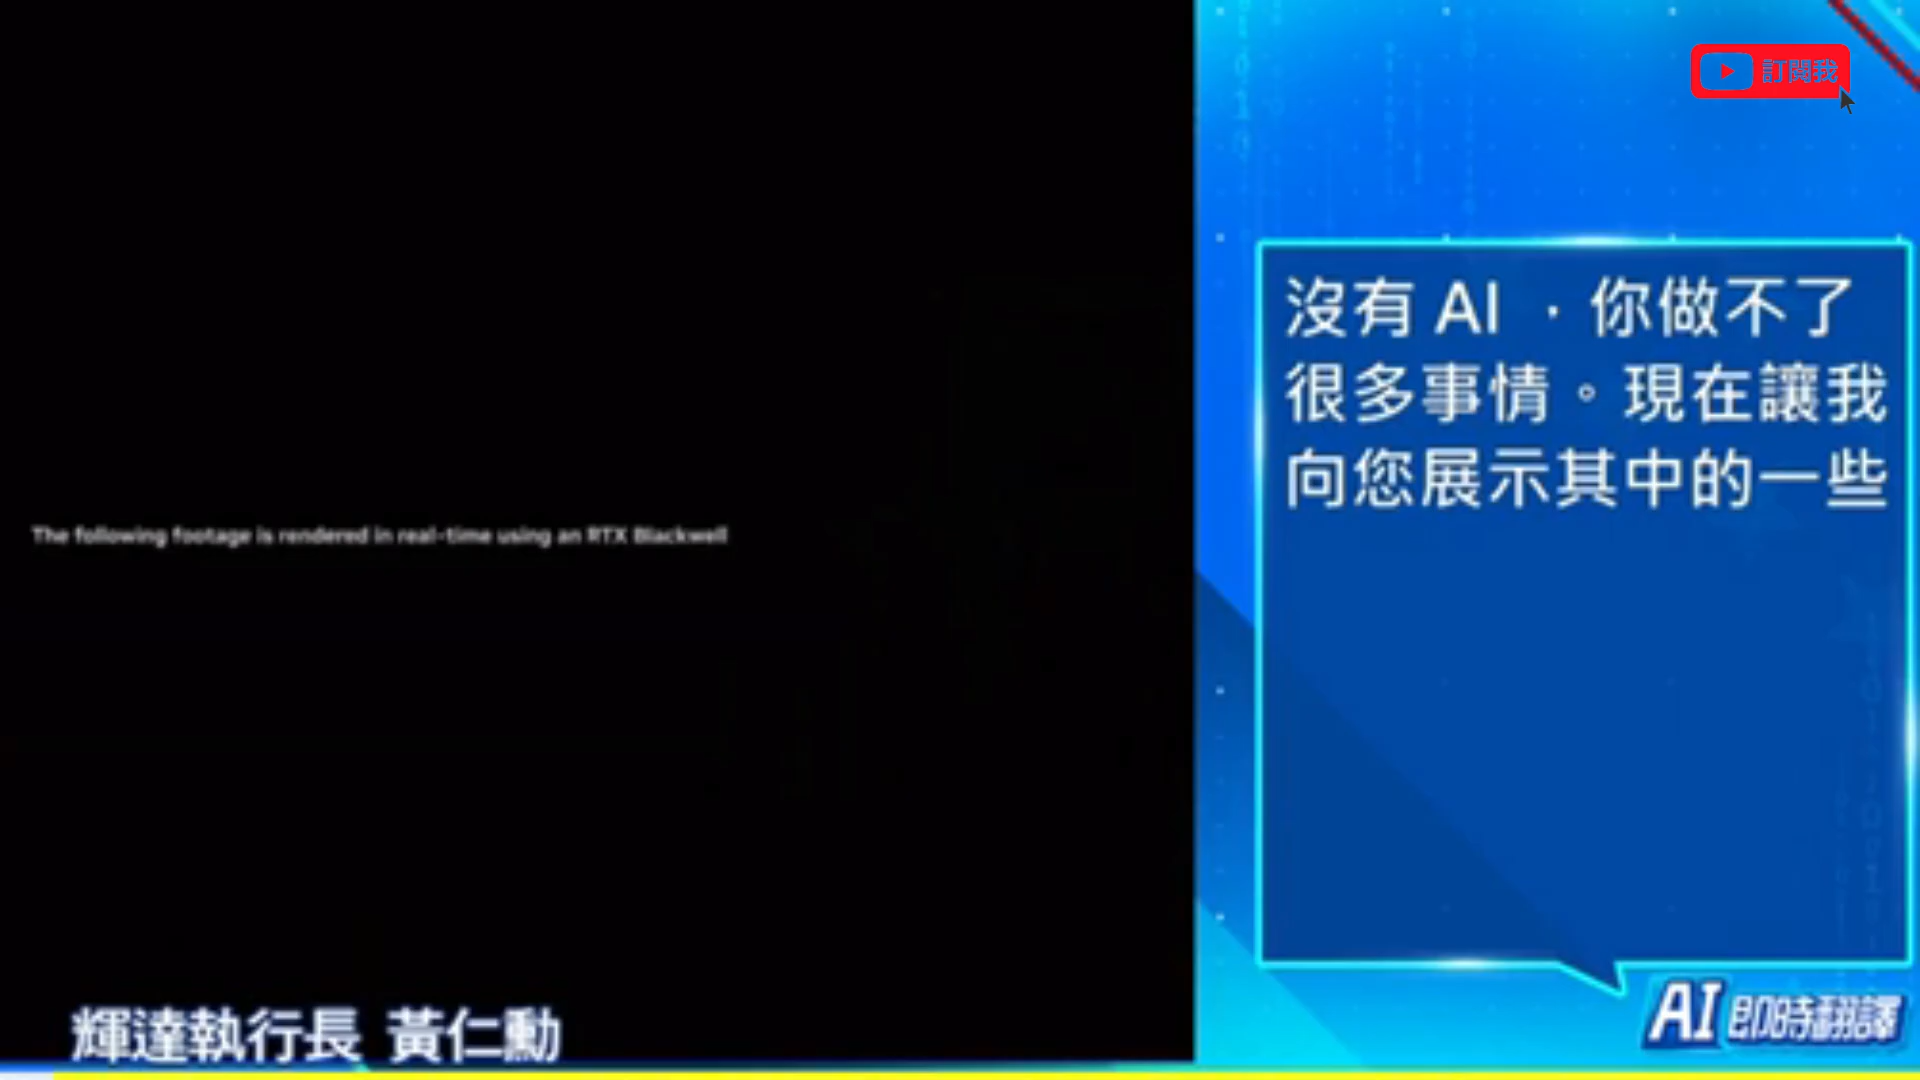 訂閱我
沒有 AI ，你做不了
很多事情。現在讓我
向您展示其中的一些
The following footage is rendered in real-time using an RTX Blackwell
輝達執行長 黃仁勳
AI即時翻譯